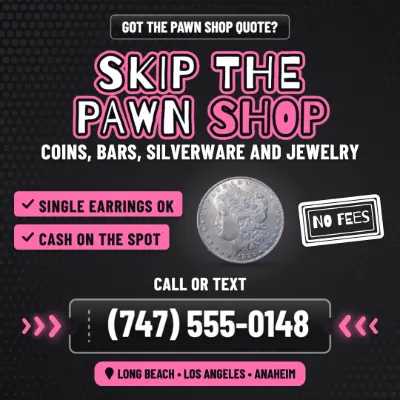 GOT THE PAWN SHOP QUOTE?
SKIP THE
PAWN SHOP
COINS, BARS, SILVERWARE AND JEWELRY
SINGLE EARRINGS OK
CASH ON THE SPOT
NO FEES
CALL OR TEXT
(747) 555-0148
LONG BEACH • LOS ANGELES • ANAHEIM